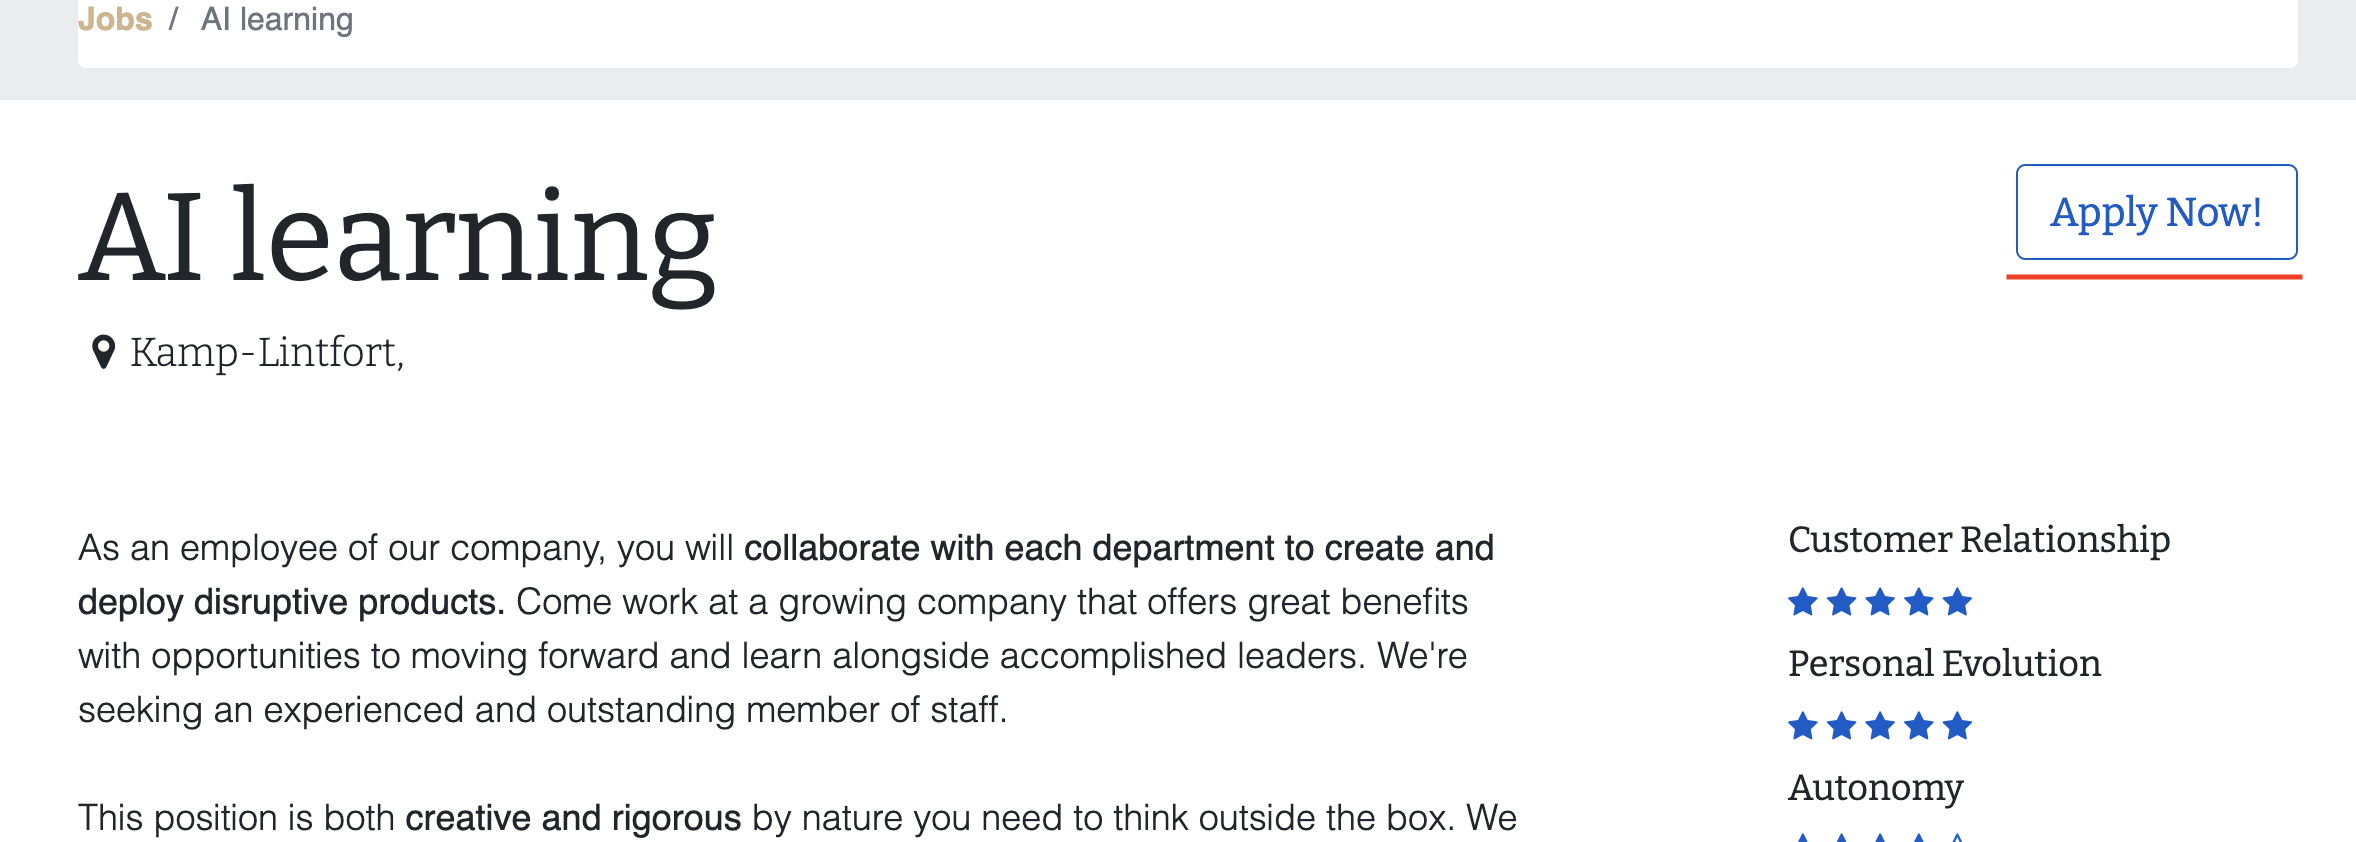 Jobs / AI learning
AI learning
Apply Now!
Kamp-Lintfort,
As an employee of our company, you will collaborate with each department to create and
deploy disruptive products. Come work at a growing company that offers great benefits
with opportunities to moving forward and learn alongside accomplished leaders. We're
seeking an experienced and outstanding member of staff.
This position is both creative and rigorous by nature you need to think outside the box. We
Customer Relationship
Personal Evolution
Autonomy